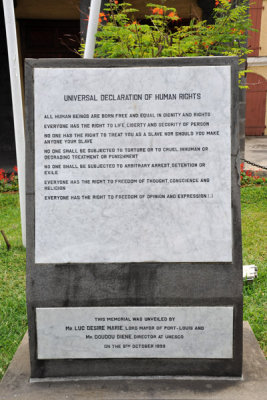 UNIVERSAL DECLARATION OF HUMAN RIGHTS
ALL HUMAN BEINGS ARE BORN FREE AND EQUAL IN DIGNITY AND RIGHTS
EVERYONE HAS THE RIGHT TO LIFE LIBERTY AND SECURITY OF PERSON
NO ONE HAS THE RIGHT TO TREAT YOU AS A SLAVE NOR SHOULD YOU MAKE
ANYONE YOUR SLAVE
NO ONE SHALL BE SUBJECTED TO TORTURE OR TO CRUEL, INHUMAN OR
DEGRADING TREATMENT OR PUNISHMENT
NO ONE SHALL BE SUBJECTED TO ARBITRARY ARREST, DETENTION OR
EXILE
EVERYONE HAS THE RIGHT TO FREEDOM OF THOUGHT, CONSCIENCE AND
RELIGION
EVERYONE HAS THE RIGHT TO FREEDOM OF OPINION AND EXPRESSION (..)
THIS MEMORIAL WAS UNVEILED BY
MR. LUC DESIRE MARIE, LORD MAYOR OF PORT-LOUIS AND
MR. DOUDOU DIENE, DIRECTOR AT UNESCO
ON THE 9TH OCTOBER 1999